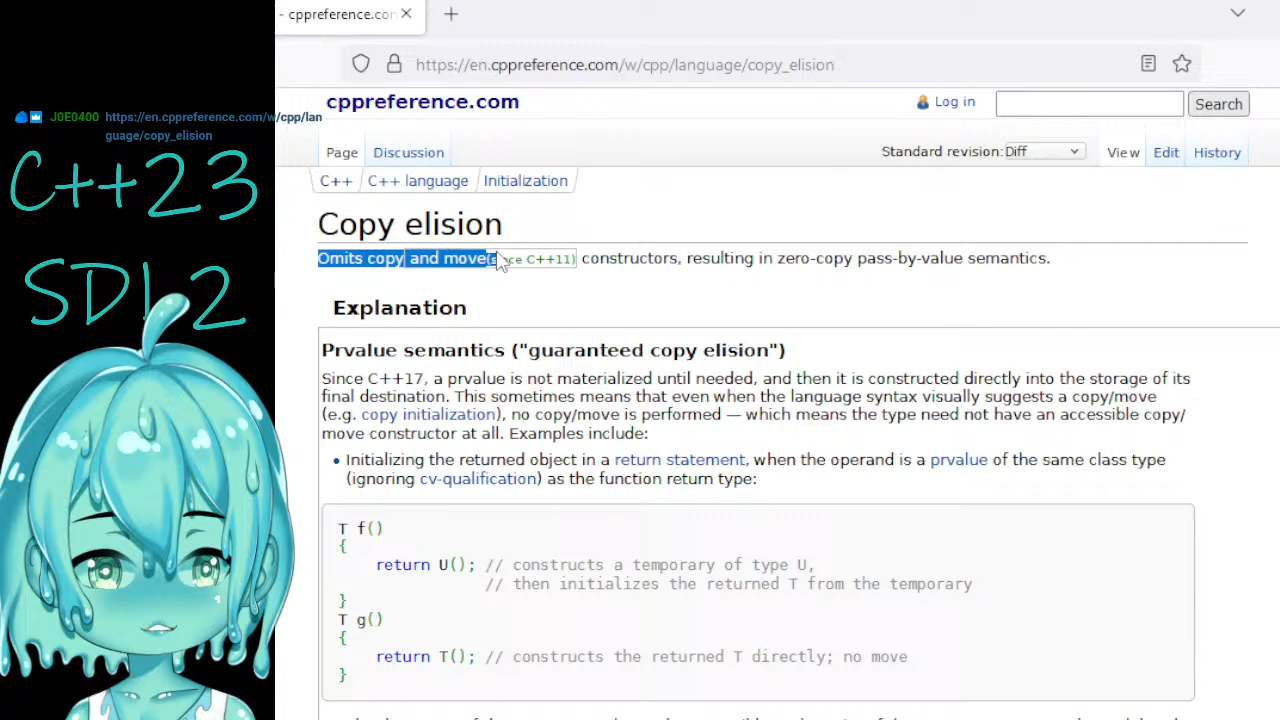 - cppreference.com
https://en.cppreference.com/w/cpp/language/copy_elision
cppreference.com
Log in
Search
J0E0400 https://en.cppreference.com/w/cpp/lan
guage/copy_elision
Page
Discussion
Standard revision: Diff
View
Edit
History
C++
C++ language
Initialization
C++23
SDL2
Copy elision
Omits copy and move(since C++11) constructors, resulting in zero-copy pass-by-value semantics.
Explanation
Prvalue semantics ("guaranteed copy elision")
Since C++17, a prvalue is not materialized until needed, and then it is constructed directly into the storage of its
final destination. This sometimes means that even when the language syntax visually suggests a copy/move
(e.g. copy initialization), no copy/move is performed — which means the type need not have an accessible copy/
move constructor at all. Examples include:
• Initializing the returned object in a return statement, when the operand is a prvalue of the same class type
(ignoring cv-qualification) as the function return type:
T f()
{
return U(); // constructs a temporary of type U,
// then initializes the returned T from the temporary
}
T g()
{
return T(); // constructs the returned T directly; no move
}